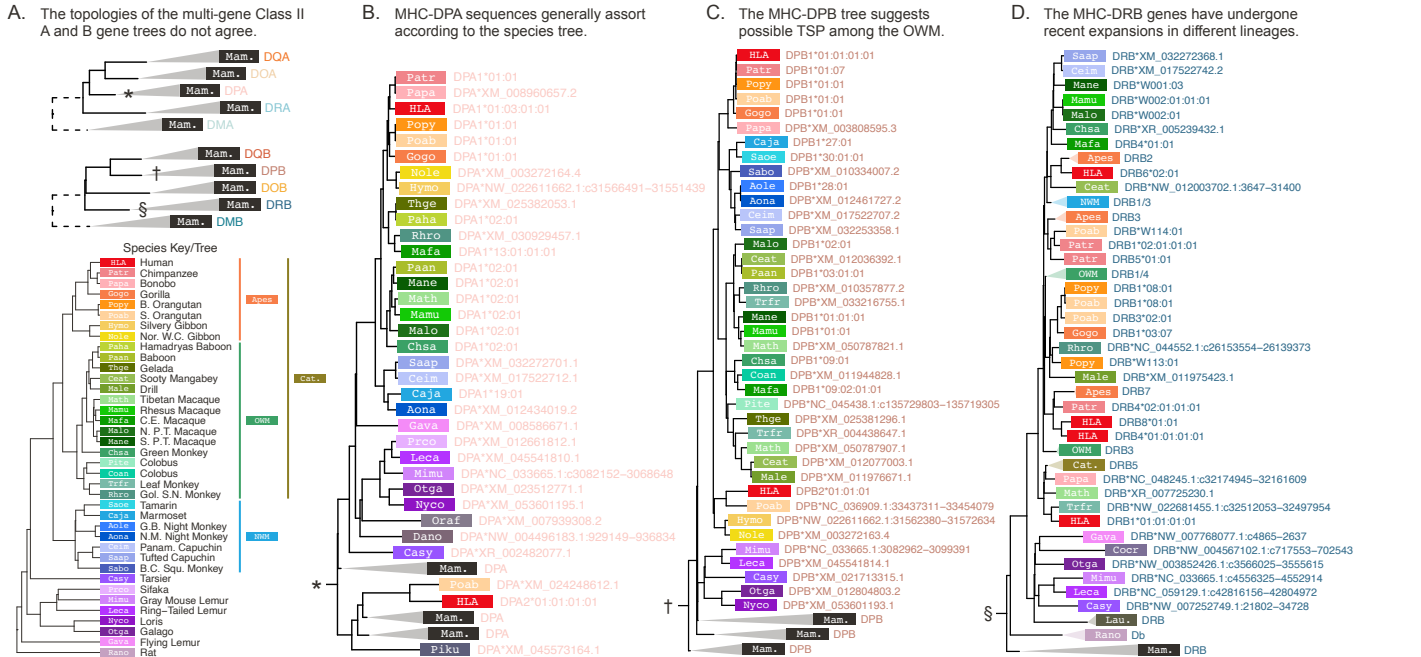 A. The topologies of the multi-gene Class II
A and B gene trees do not agree.
Mam. DQA
Mam. DOA
* Mam. DPA
Mam. DRA
Mam. DMA
Mam. DQB
† Mam. DPB
Mam. DOB
§ Mam. DRB
Mam. DMB
Species Key/Tree
HLA Human
Patr Chimpanzee
Papa Bonobo
Gogo Gorilla
Popy B. Orangutan
Poab S. Orangutan
Hymo Silvery Gibbon
Nole Nor. W.C. Gibbon
Paha Hamadryas Baboon
Paan Baboon
Thge Gelada
Ceat Sooty Mangabey
Male Drill
Math Tibetan Macaque
Mamu Rhesus Macaque
Mafa C.E. Macaque
Malo N. P.T. Macaque
Mane S. P.T. Macaque
Chsa Green Monkey
Pite Colobus
Coan Colobus
Trfr Leaf Monkey
Rhro Gol. S.N. Monkey
Saoe Tamarin
Caja Marmoset
Aole G.B. Night Monkey
Aona N.M. Night Monkey
Ceim Panam. Capuchin
Saap Tufted Capuchin
Sabo B.C. Squ. Monkey
Casy Tarsier
Prco Sifaka
Mimu Gray Mouse Lemur
Leca Ring-Tailed Lemur
Nyco Loris
Otga Galago
Gava Flying Lemur
Rano Rat
Apes
OWM
NWM
Cat.
B. MHC-DPA sequences generally assort
according to the species tree.
Patr DPA1*01:01
Papa DPA*XM_008960657.2
HLA DPA1*01:03:01:01
Popy DPA1*01:01
Poab DPA1*01:01
Gogo DPA1*01:01
Nole DPA*XM_003272164.4
Hymo DPA*NW_022611662.1:c31566491−31551439
Thge DPA*XM_025382053.1
Paha DPA1*02:01
Rhro DPA*XM_030929457.1
Mafa DPA1*13:01:01:01
Paan DPA1*02:01
Mane DPA1*02:01
Math DPA1*02:01
Mamu DPA1*02:01
Malo DPA1*02:01
Chsa DPA1*02:01
Saap DPA*XM_032272701.1
Ceim DPA*XM_017522712.1
Caja DPA1*19:01
Aona DPA*XM_012434019.2
Gava DPA*XM_008586671.1
Prco DPA*XM_012661812.1
Leca DPA*XM_045541810.1
Mimu DPA*NC_033665.1:c3082152−3068648
Otga DPA*XM_023512771.1
Nyco DPA*XM_053601195.1
Oraf DPA*XM_007939308.2
Dano DPA*NW_004496183.1:929149−936834
Casy DPA*XR_002482077.1
Mam. DPA
* Poab DPA*XM_024248612.1
HLA DPA2*01:01:01:01
Mam. DPA
Mam. DPA
Piku DPA*XM_045573164.1
C. The MHC-DPB tree suggests
possible TSP among the OWM.
HLA DPB1*01:01:01:01
Patr DPB1*01:07
Popy DPB1*01:01
Poab DPB1*01:01
Gogo DPB1*01:01
Papa DPB*XM_003808595.3
Caja DPB1*27:01
Saoe DPB1*30:01:01
Sabo DPB*XM_010334007.2
Aole DPB1*28:01
Aona DPB*XM_012461727.2
Ceim DPB*XM_017522707.2
Saap DPB*XM_032253358.1
Malo DPB1*02:01
Ceat DPB*XM_012036392.1
Paan DPB1*03:01:01
Rhro DPB*XM_010357877.2
Trfr DPB*XM_033216755.1
Mane DPB1*01:01:01
Mamu DPB1*01:01
Math DPB*XM_050787821.1
Chsa DPB1*09:01
Coan DPB*XM_011944828.1
Mafa DPB1*09:02:01:01
Pite DPB*NC_045438.1:c135729803−135719305
Thge DPB*XM_025381296.1
Trfr DPB*XR_004438647.1
Math DPB*XM_050787907.1
Ceat DPB*XM_012077003.1
Male DPB*XM_011976671.1
HLA DPB2*01:01:01
Poab DPB*NC_036909.1:33437311−33454079
Hymo DPB*NW_022611662.1:31562380−31572634
Nole DPB*XM_003272163.4
Mimu DPB*NC_033665.1:3082962−3099391
Leca DPB*XM_045541814.1
Casy DPB*XM_021713315.1
Otga DPB*XM_012804803.2
Nyco DPB*XM_053601193.1
† Mam. DPB
Mam. DPB
Mam. DPB
D. The MHC-DRB genes have undergone
recent expansions in different lineages.
Saap DRB*XM_032272368.1
Ceim DRB*XM_017522742.2
Mane DRB*W001:03
Mamu DRB*W002:01:01:01
Malo DRB*W002:01
Chsa DRB*XR_005239432.1
Mafa DRB4*01:01
Apes DRB2
HLA DRB6*02:01
Ceat DRB*NW_012003702.1:3647−31400
NWM DRB1/3
Apes DRB3
Poab DRB*W114:01
Patr DRB1*02:01:01:01
Patr DRB5*01:01
OWM DRB1/4
Popy DRB1*08:01
Poab DRB1*08:01
Poab DRB3*02:01
Gogo DRB1*03:07
Rhro DRB*NC_044552.1:c26153554−26139373
Popy DRB*W113:01
Male DRB*XM_011975423.1
Apes DRB7
Patr DRB4*02:01:01:01
HLA DRB8*01:01
HLA DRB4*01:01:01:01
OWM DRB3
Cat. DRB5
Papa DRB*NC_048245.1:c32174945−32161609
Math DRB*XR_007725230.1
Trfr DRB*NW_022681455.1:c32512053−32497954
HLA DRB1*01:01:01:01
Gava DRB*NW_007768077.1:c4865−2637
Cocr DRB*NW_004567102.1:c717553−702543
Otga DRB*NW_003852426.1:c3566025−3555615
Mimu DRB*NC_033665.1:c4556325−4552914
Leca DRB*NC_059129.1:c42816156−42804972
Casy DRB*NW_007252749.1:21802−34728
§ Lau. DRB
Rano Db
Mam. DRB